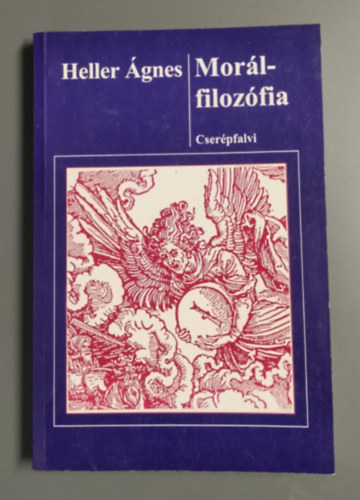 Heller Ágnes
Morál-
filozófia
Cserépfalvi